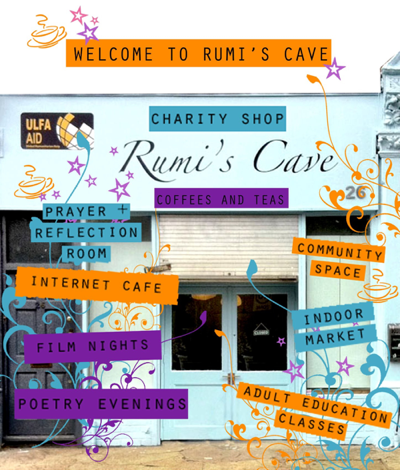 WELCOME TO RUMI'S CAVE
ULFA
AID
CHARITY SHOP
Rumi's Cave
26
COFFEES AND TEAS
PRAYER +
REFLECTION
ROOM
COMMUNITY
SPACE
INTERNET CAFE
INDOOR
MARKET
FILM NIGHTS
POETRY EVENINGS
ADULT EDUCATION
CLASSES